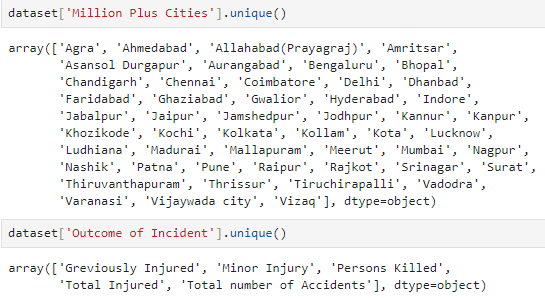 dataset['Million Plus Cities'].unique()
array(['Agra', 'Ahmedabad', 'Allahabad(Prayagraj)', 'Amritsar',
'Asansol Durgapur', 'Aurangabad', 'Bengaluru', 'Bhopal',
'Chandigarh', 'Chennai', 'Coimbatore', 'Delhi', 'Dhanbad',
'Faridabad', 'Ghaziabad', 'Gwalior', 'Hyderabad', 'Indore',
'Jabalpur', 'Jaipur', 'Jamshedpur', 'Jodhpur', 'Kannur', 'Kanpur',
'Khozikode', 'Kochi', 'Kolkata', 'Kollam', 'Kota', 'Lucknow',
'Ludhiana', 'Madurai', 'Mallapuram', 'Meerut', 'Mumbai', 'Nagpur',
'Nashik', 'Patna', 'Pune', 'Raipur', 'Rajkot', 'Srinagar', 'Surat',
'Thiruvanthapuram', 'Thrissur', 'Tiruchirapalli', 'Vadodra',
'Varanasi', 'Vijaywada city', 'Vizaq'], dtype=object)
dataset['Outcome of Incident'].unique()
array(['Greviously Injured', 'Minor Injury', 'Persons Killed',
'Total Injured', 'Total number of Accidents'], dtype=object)